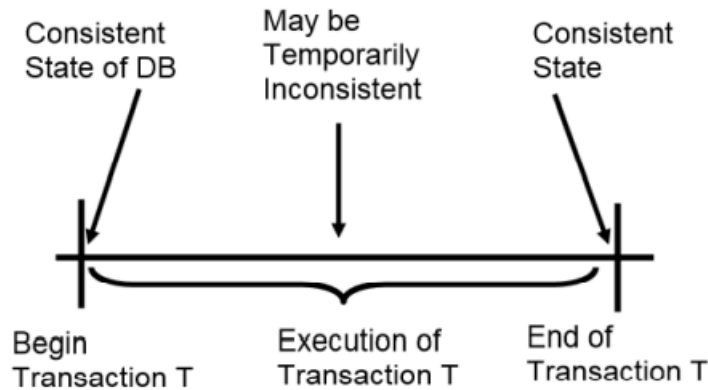 Consistent
State of DB
May be
Temporarily
Inconsistent
Consistent
State
Begin
Transaction T
Execution of
Transaction T
End of
Transaction T